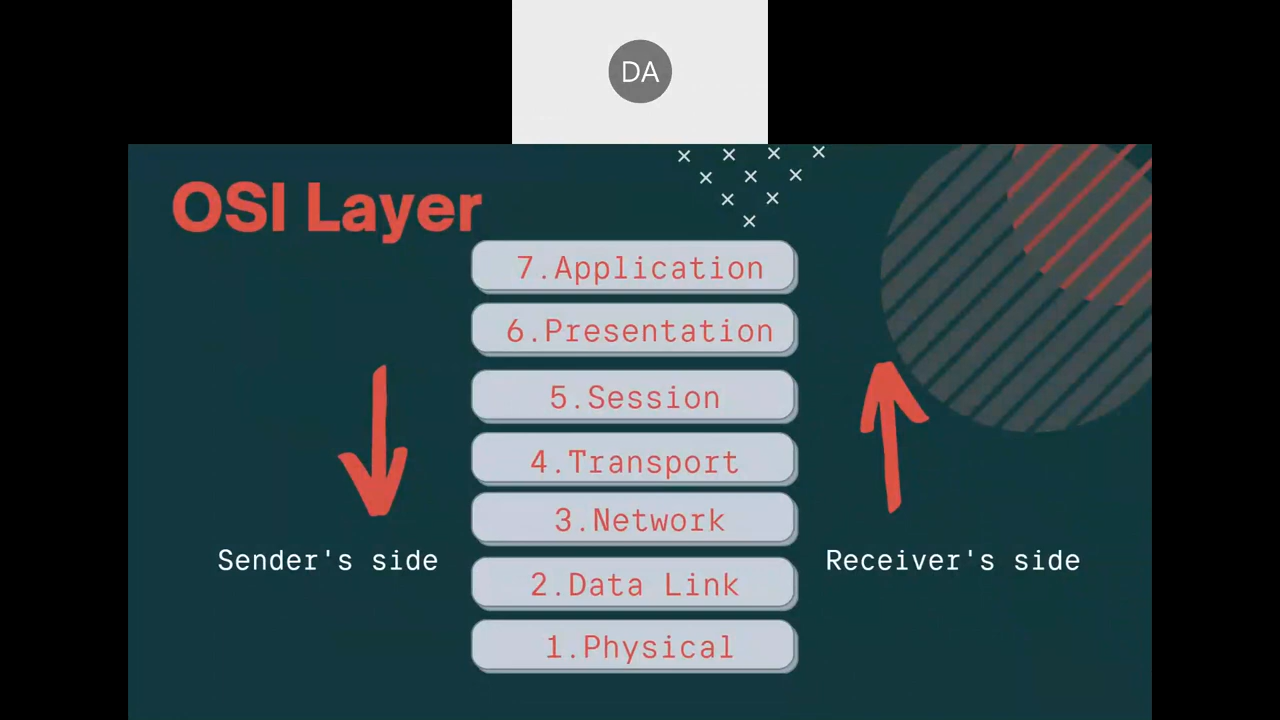 DA
OSI Layer
7.Application
6.Presentation
5.Session
4.Transport
3.Network
2.Data Link
1.Physical
Sender's side
Receiver's side